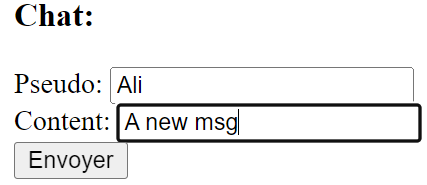 Chat:
Pseudo: Ali
Content: A new msg
Envoyer